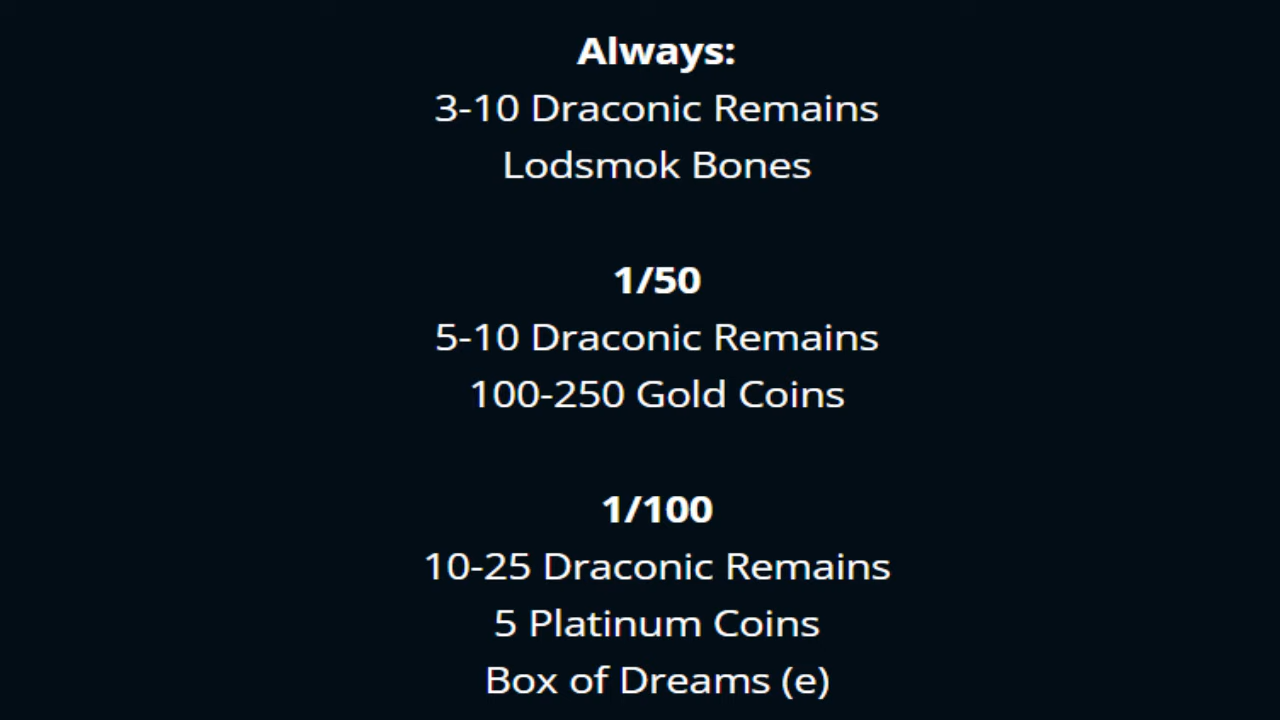 Always:
3-10 Draconic Remains
Lodsmok Bones
1/50
5-10 Draconic Remains
100-250 Gold Coins
1/100
10-25 Draconic Remains
5 Platinum Coins
Box of Dreams (e)